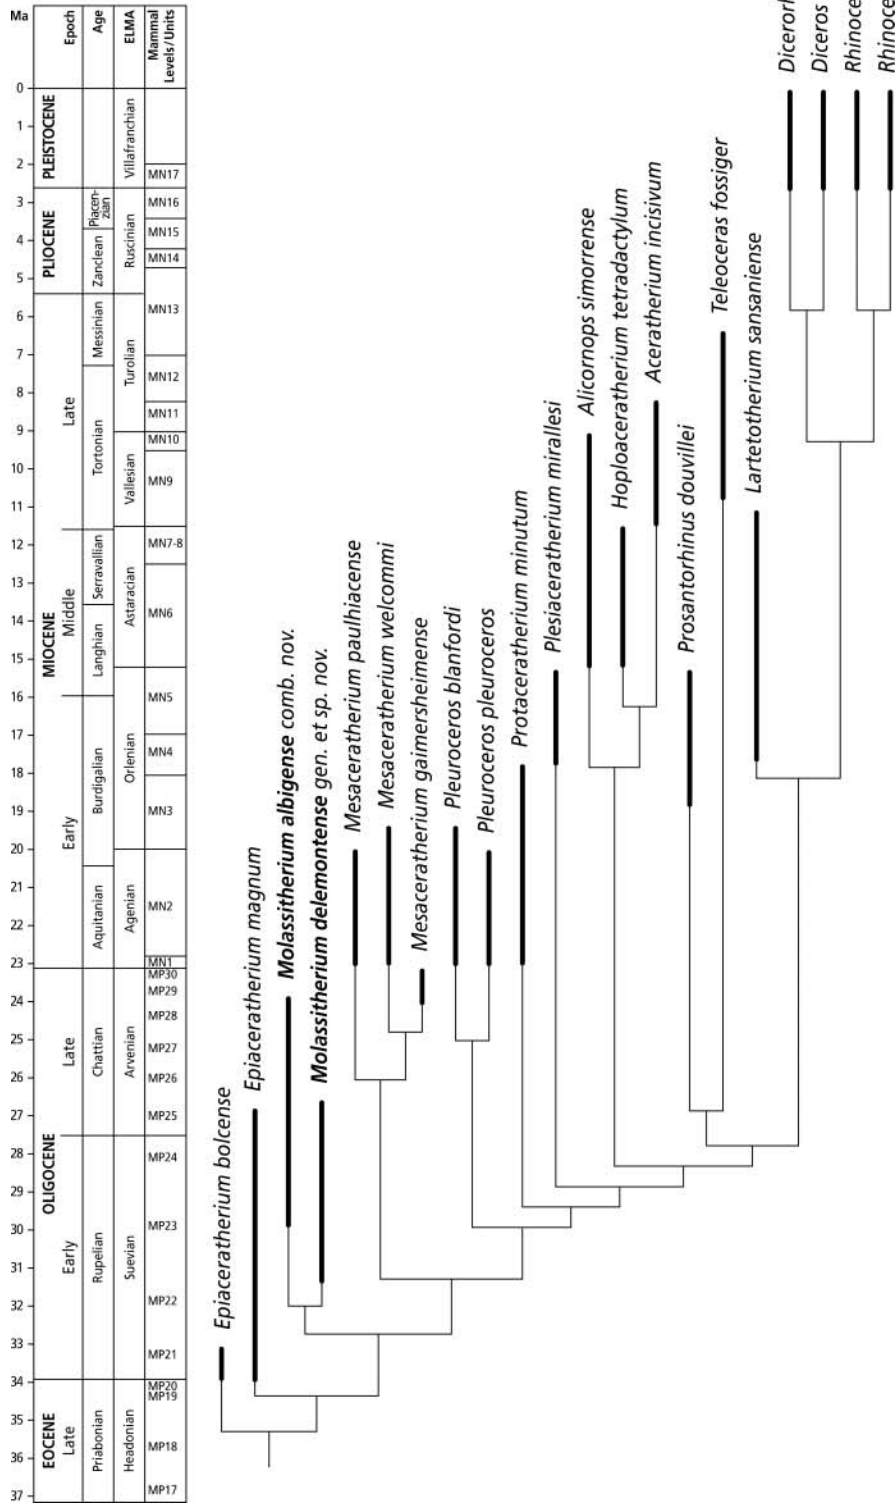 Ma
Epoch
Age
ELMA
Mammal
Levels/Units
0
1
2
3
4
5
6
7
8
9
10
11
12
13
14
15
16
17
18
19
20
21
22
23
24
25
26
27
28
29
30
31
32
33
34
35
36
37
PLEISTOCENE
PLIOCENE
MIOCENE
Late
Middle
Early
OLIGOCENE
Late
Early
EOCENE
Late
Piacen-
zian
Zanclean
Messinian
Tortonian
Serravallian
Langhian
Burdigalian
Aquitanian
Chattian
Rupelian
Priabonian
Villafranchian
Ruscinian
Turolian
Vallesian
Astaracian
Orlenian
Agenian
Arvenian
Suevian
Headonian
MN17
MN16
MN15
MN14
MN13
MN12
MN11
MN10
MN9
MN7-8
MN6
MN5
MN4
MN3
MN2
MN1
MP30
MP29
MP28
MP27
MP26
MP25
MP24
MP23
MP22
MP21
MP20
MP19
MP18
MP17
Epiaceratherium bolcense
Epiaceratherium magnum
Molassitherium albigense comb. nov.
Molassitherium delemontense gen. et sp. nov.
Mesaceratherium paulhiacense
Mesaceratherium welcommi
Mesaceratherium gaimersheimense
Pleuroceros blanfordi
Pleuroceros pleuroceros
Protaceratherium minutum
Plesiaceratherium mirallesi
Alicornops simorrense
Hoploaceratherium tetradactylum
Aceratherium incisivum
Prosantorhinus douvillei
Teleoceras fossiger
Lartetotherium sansaniense
Diceros